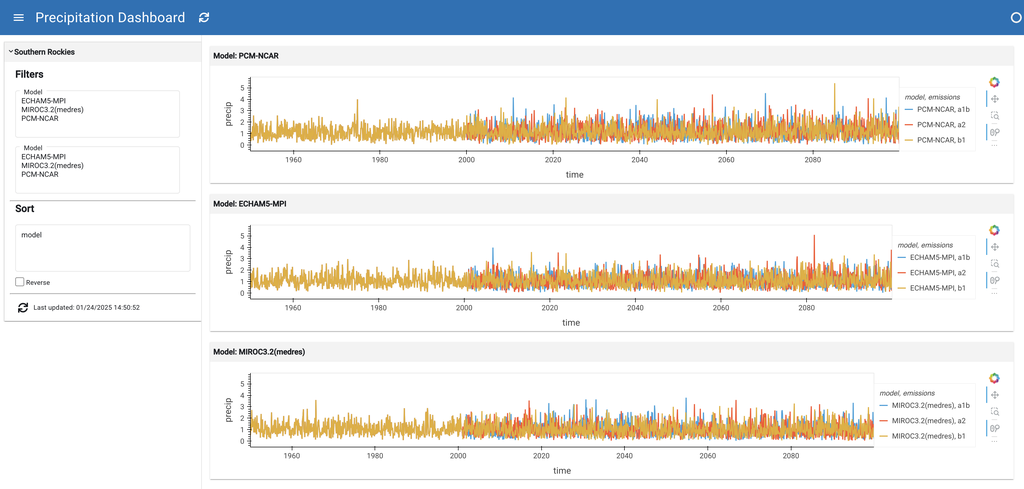 Precipitation Dashboard
Southern Rockies
Filters
Model
ECHAM5-MPI
MIROC3.2(medres)
PCM-NCAR
Model
ECHAM5-MPI
MIROC3.2(medres)
PCM-NCAR
Sort
model
Reverse
Last updated: 01/24/2025 14:50:52
Model: PCM-NCAR
precip
5
4
3
2
1
0
1960 1980 2000 2020 2040 2060 2080
time
model, emissions
PCM-NCAR, a1b
PCM-NCAR, a2
PCM-NCAR, b1
Model: ECHAM5-MPI
precip
5
4
3
2
1
0
1960 1980 2000 2020 2040 2060 2080
time
model, emissions
ECHAM5-MPI, a1b
ECHAM5-MPI, a2
ECHAM5-MPI, b1
Model: MIROC3.2(medres)
precip
5
4
3
2
1
0
1960 1980 2000 2020 2040 2060 2080
time
model, emissions
MIROC3.2(medres), a1b
MIROC3.2(medres), a2
MIROC3.2(medres), b1